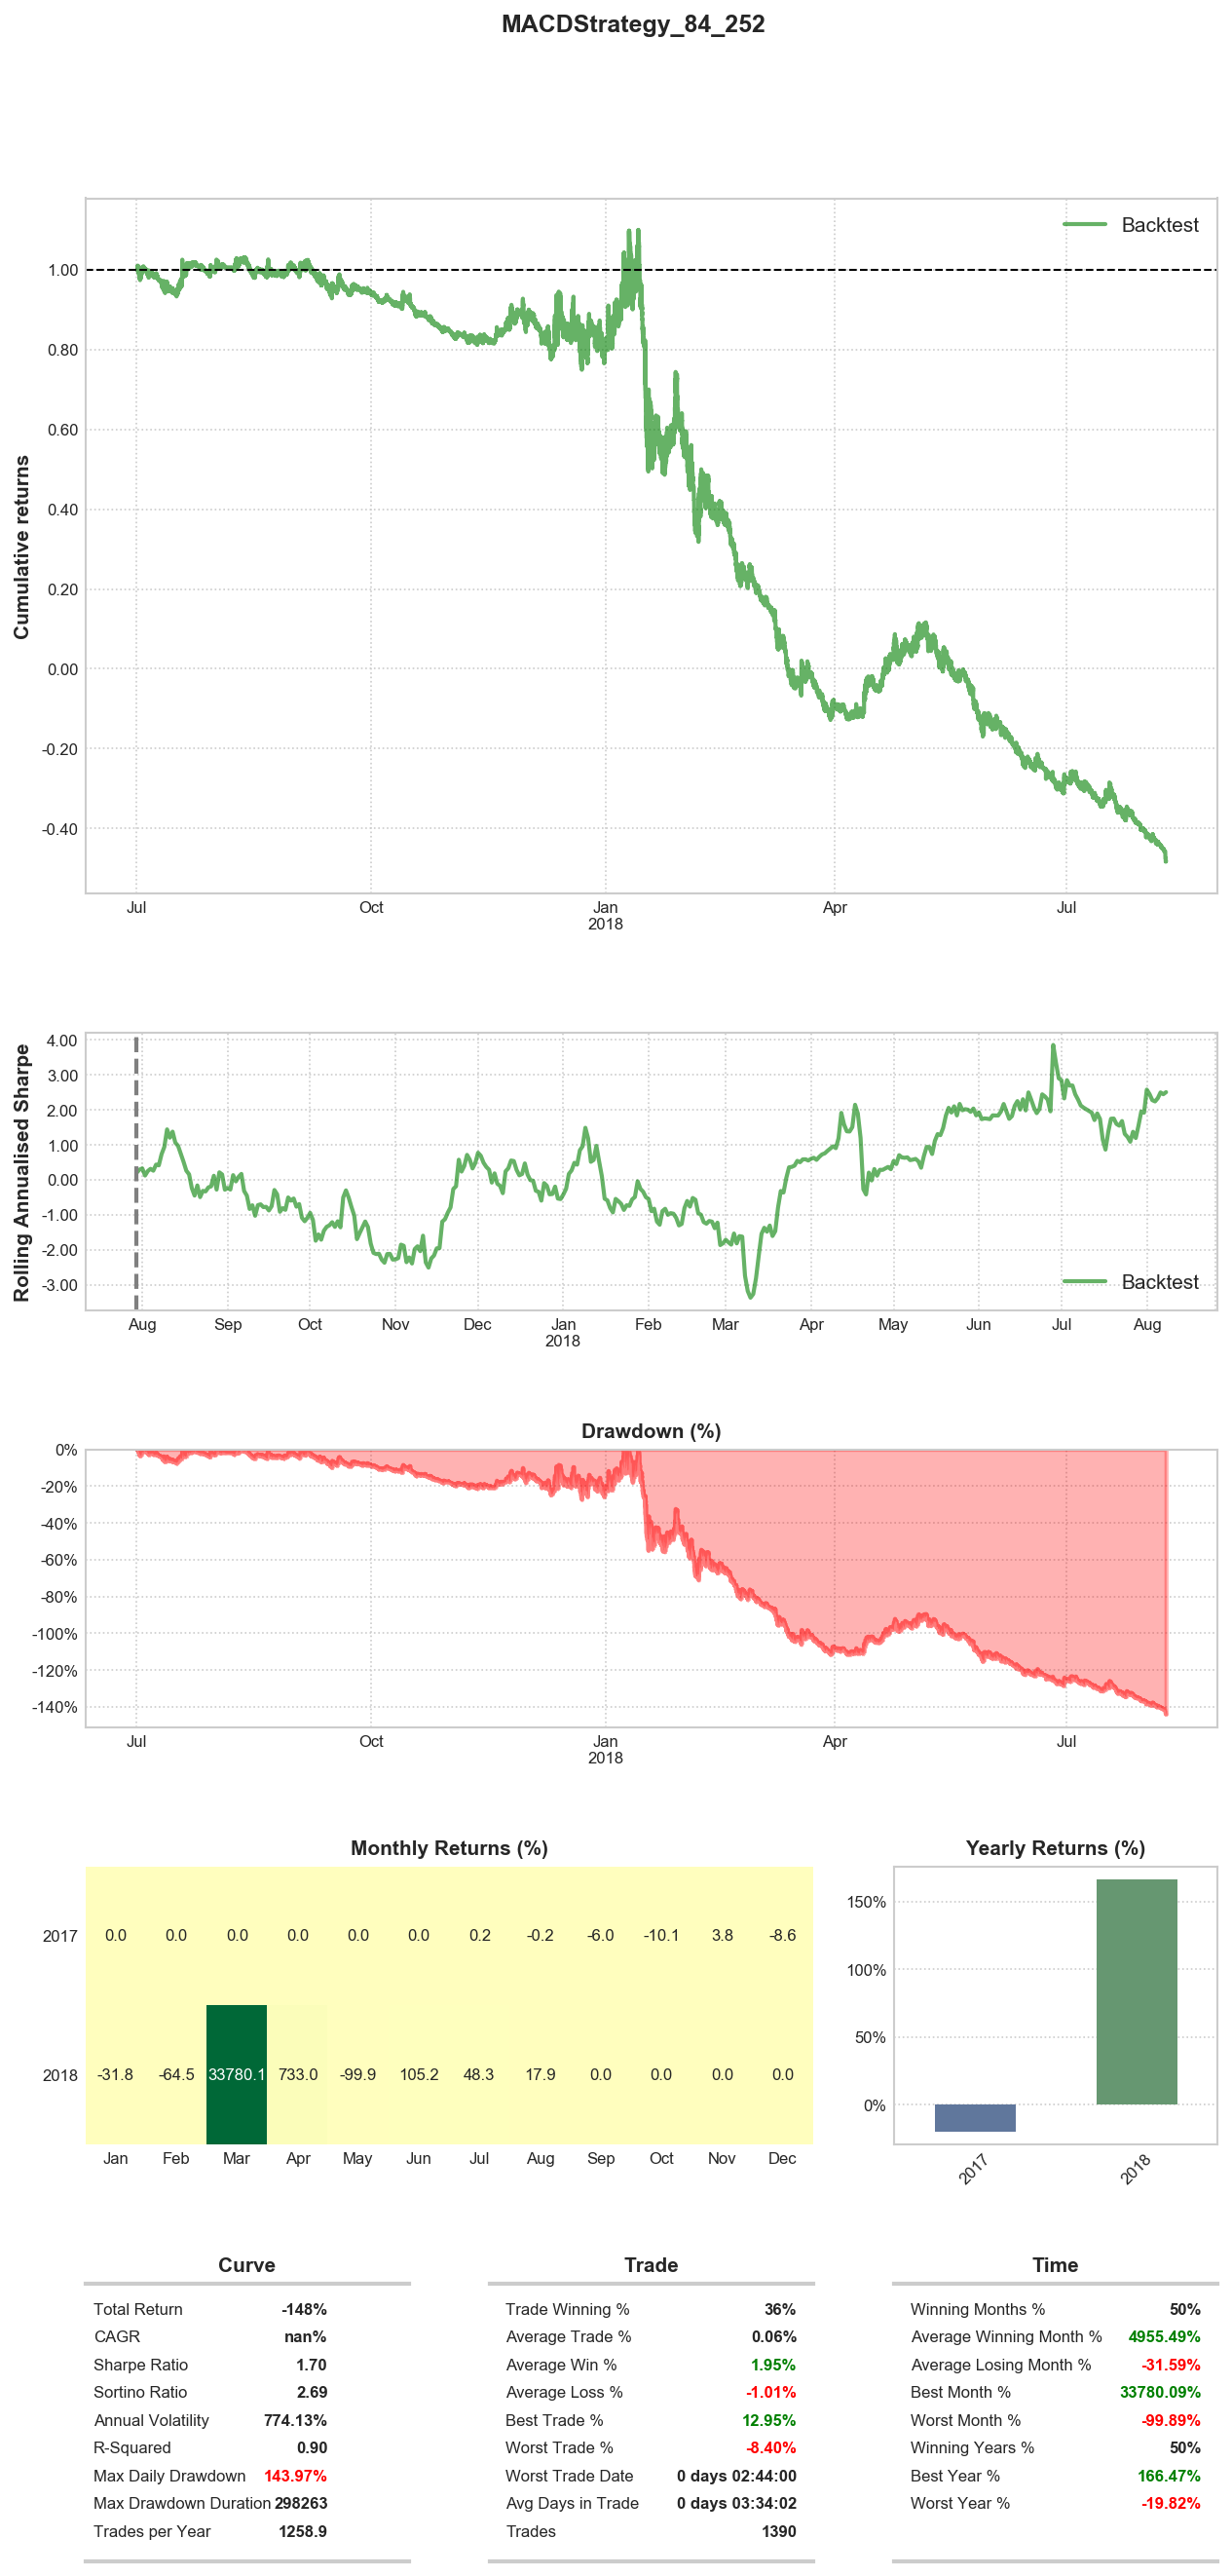 MACDStrategy_84_252
Cumulative returns
Backtest
1.00
0.80
0.60
0.40
0.20
0.00
-0.20
-0.40
Jul Oct Jan Apr Jul
2018
Rolling Annualised Sharpe
4.00
3.00
2.00
1.00
0.00
-1.00
-2.00
-3.00
Backtest
Aug Sep Oct Nov Dec Jan Feb Mar Apr May Jun Jul Aug
2018
Drawdown (%)
0%
-20%
-40%
-60%
-80%
-100%
-120%
-140%
Jul Oct Jan Apr Jul
2018
Monthly Returns (%)
2017 0.0 0.0 0.0 0.0 0.0 0.0 0.2 -0.2 -6.0 -10.1 3.8 -8.6
2018 -31.8 -64.5 33780.1 733.0 -99.9 105.2 48.3 17.9 0.0 0.0 0.0 0.0
Jan Feb Mar Apr May Jun Jul Aug Sep Oct Nov Dec
Yearly Returns (%)
150%
100%
50%
0%
2017 2018
Curve
Total Return -148%
CAGR nan%
Sharpe Ratio 1.70
Sortino Ratio 2.69
Annual Volatility 774.13%
R-Squared 0.90
Max Daily Drawdown 143.97%
Max Drawdown Duration 298263
Trades per Year 1258.9
Trade
Trade Winning % 36%
Average Trade % 0.06%
Average Win % 1.95%
Average Loss % -1.01%
Best Trade % 12.95%
Worst Trade % -8.40%
Worst Trade Date 0 days 02:44:00
Avg Days in Trade 0 days 03:34:02
Trades 1390
Time
Winning Months % 50%
Average Winning Month % 4955.49%
Average Losing Month % -31.59%
Best Month % 33780.09%
Worst Month % -99.89%
Winning Years % 50%
Best Year % 166.47%
Worst Year % -19.82%